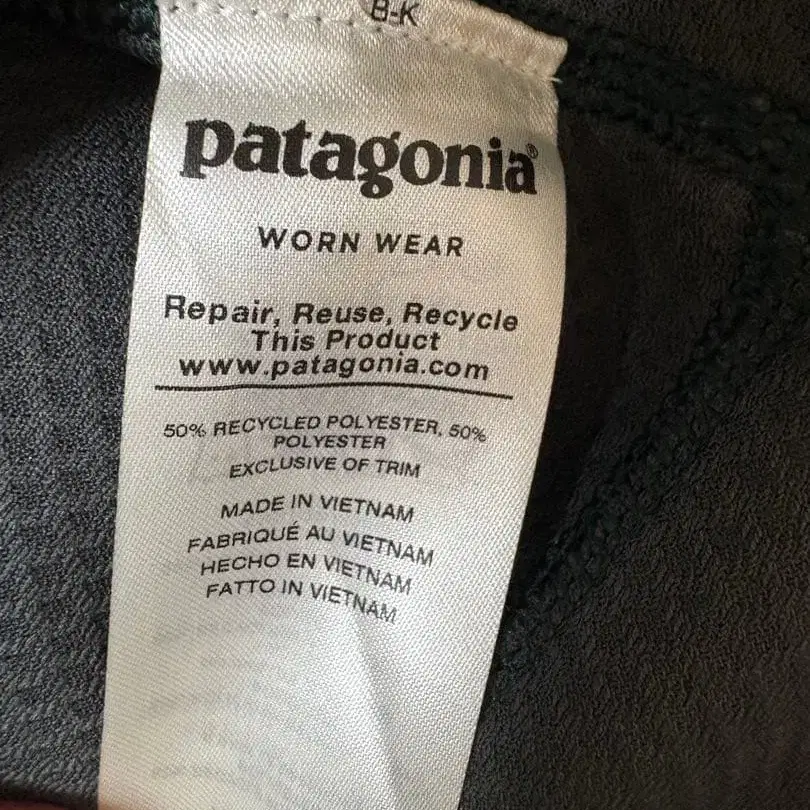 B-K
patagonia®
WORN WEAR
Repair, Reuse, Recycle
This Product
www.patagonia.com
50% RECYCLED POLYESTER, 50%
POLYESTER
EXCLUSIVE OF TRIM
MADE IN VIETNAM
FABRIQUÉ AU VIETNAM
HECHO EN VIETNAM
FATTO IN VIETNAM